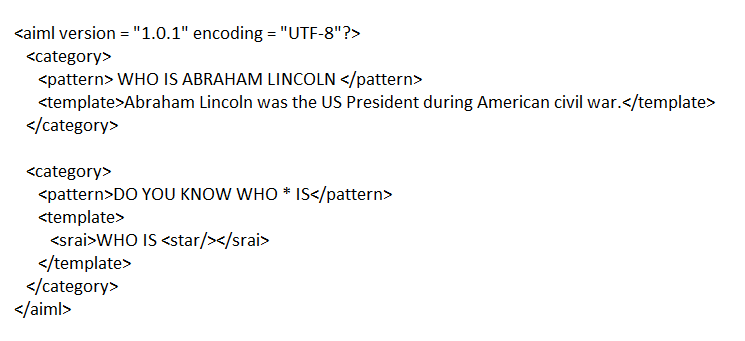 <aiml version = "1.0.1" encoding = "UTF-8"?>
<category>
<pattern> WHO IS ABRAHAM LINCOLN </pattern>
<template>Abraham Lincoln was the US President during American civil war.</template>
</category>
<category>
<pattern>DO YOU KNOW WHO * IS</pattern>
<template>
<srai>WHO IS <star/></srai>
</template>
</category>
</aiml>